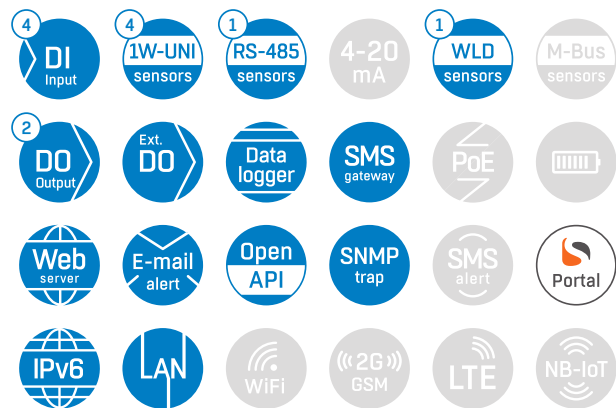 4
DI
Input
4
1W-UNI
sensors
1
RS-485
sensors
4-20
mA
1
WLD
sensors
M-Bus
sensors
2
DO
Output
Ext.
DO
Data
logger
SMS
gateway
PoE
Web
server
E-mail
alert
Open
API
SNMP
trap
SMS
alert
Portal
IPv6
LAN
WiFi
2G
GSM
LTE
NB-IoT